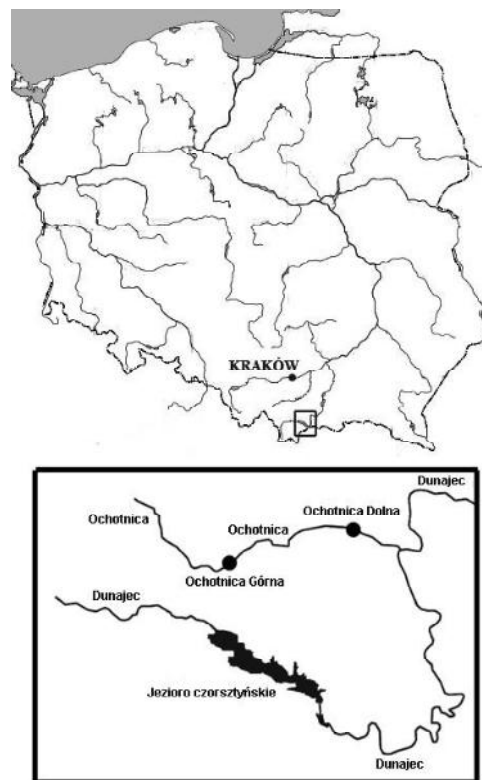 KRAKÓW
Dunajec
Ochotnica Dolna
Ochotnica
Ochotnica
Ochotnica Górna
Dunajec
Jezioro czorsztyńskie
Dunajec